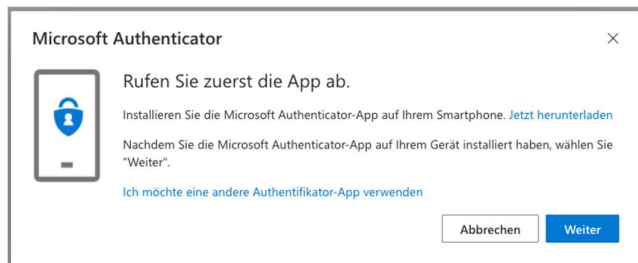 Microsoft Authenticator
Rufen Sie zuerst die App ab.
Installieren Sie die Microsoft Authenticator-App auf Ihrem Smartphone. Jetzt herunterladen
Nachdem Sie die Microsoft Authenticator-App auf Ihrem Gerät installiert haben, wählen Sie
"Weiter".
Ich möchte eine andere Authentifikator-App verwenden
Abbrechen Weiter